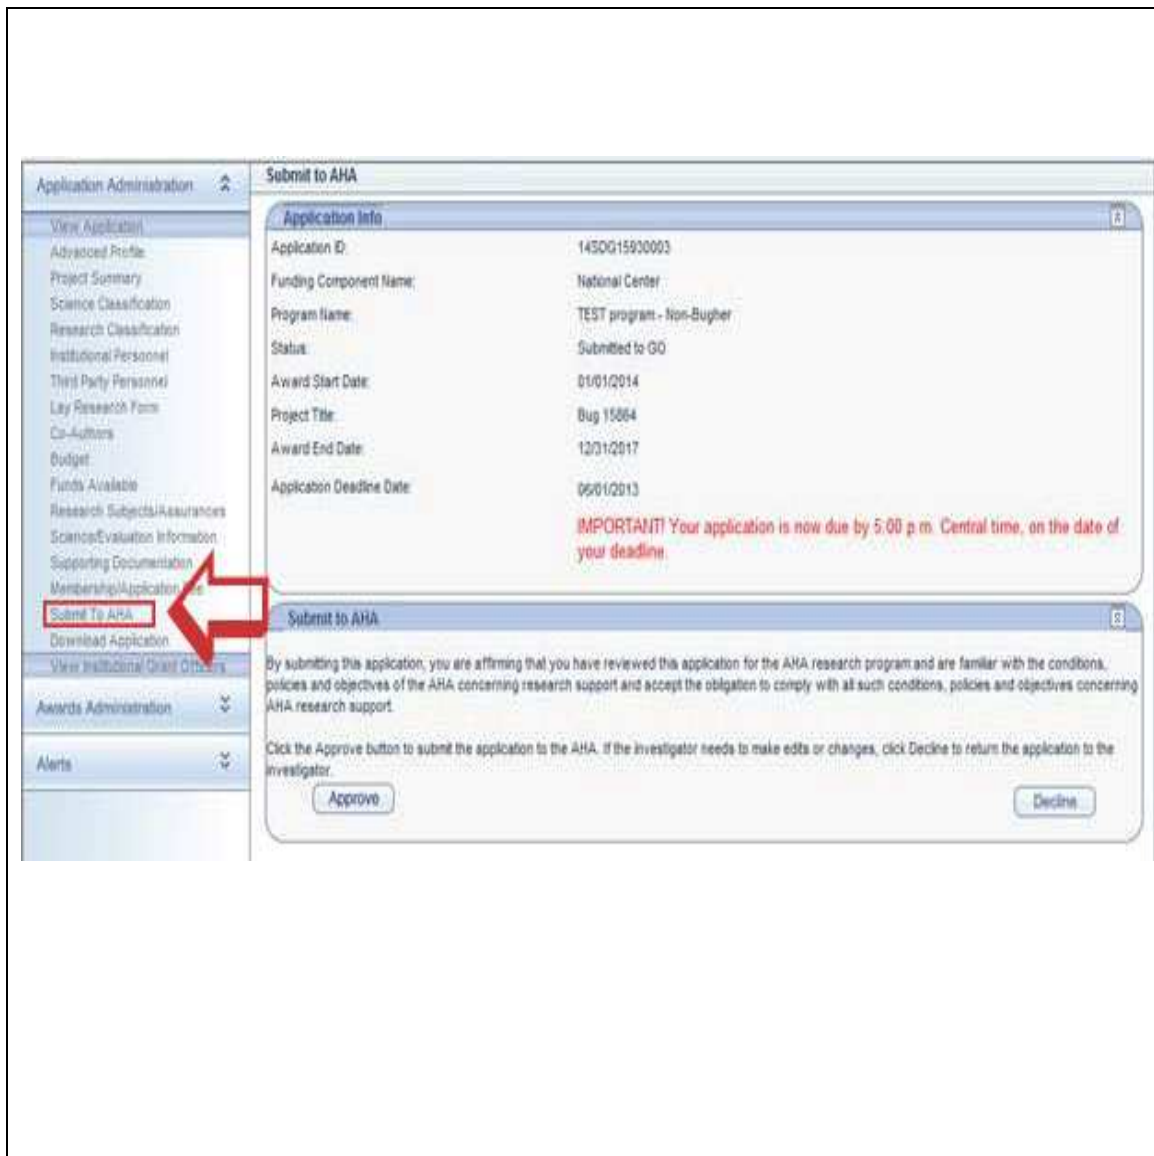 Application Administration
View Application
Advanced Profile
Project Summary
Science Classification
Research Classification
Institutional Personnel
Third Party Personnel
Lay Research Form
Co-Authors
Budget
Funds Available
Research Subjects/Assurances
Science/Evaluation Information
Supporting Documentation
Membership/Application
Submit To AHA
Download Application
View Institutional Grant Officers
Awards Administration
Alerts
Submit to AHA
Application Info
Application ID: 14SDG15930003
Funding Component Name: National Center
Program Name: TEST program - Non-Bugher
Status: Submitted to GO
Award Start Date: 01/01/2014
Project Title: Bug 15864
Award End Date: 12/31/2017
Application Deadline Date: 06/01/2013
IMPORTANT! Your application is now due by 5:00 p.m. Central time, on the date of
your deadline.
Submit to AHA
By submitting this application, you are affirming that you have reviewed this application for the AHA research program and are familiar with the conditions,
policies and objectives of the AHA concerning research support and accept the obligation to comply with all such conditions, policies and objectives concerning
AHA research support.
Click the Approve button to submit the application to the AHA. If the investigator needs to make edits or changes, click Decline to return the application to the
investigator.
Approve
Decline